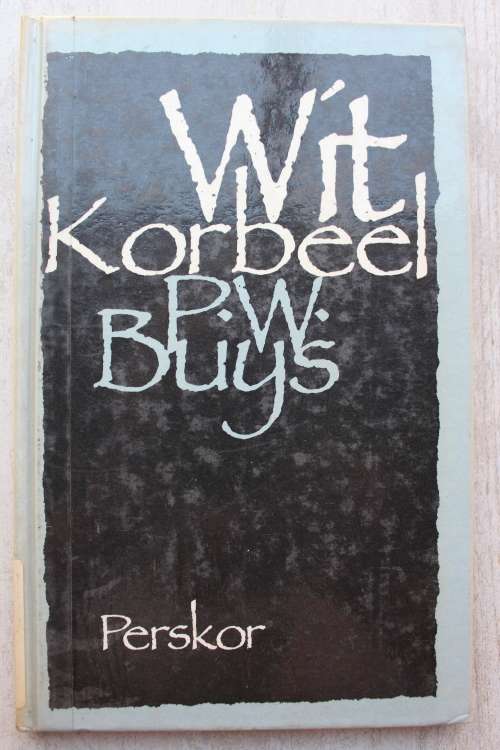 Wit
Korbeel
P.W.
Buys
Perskor